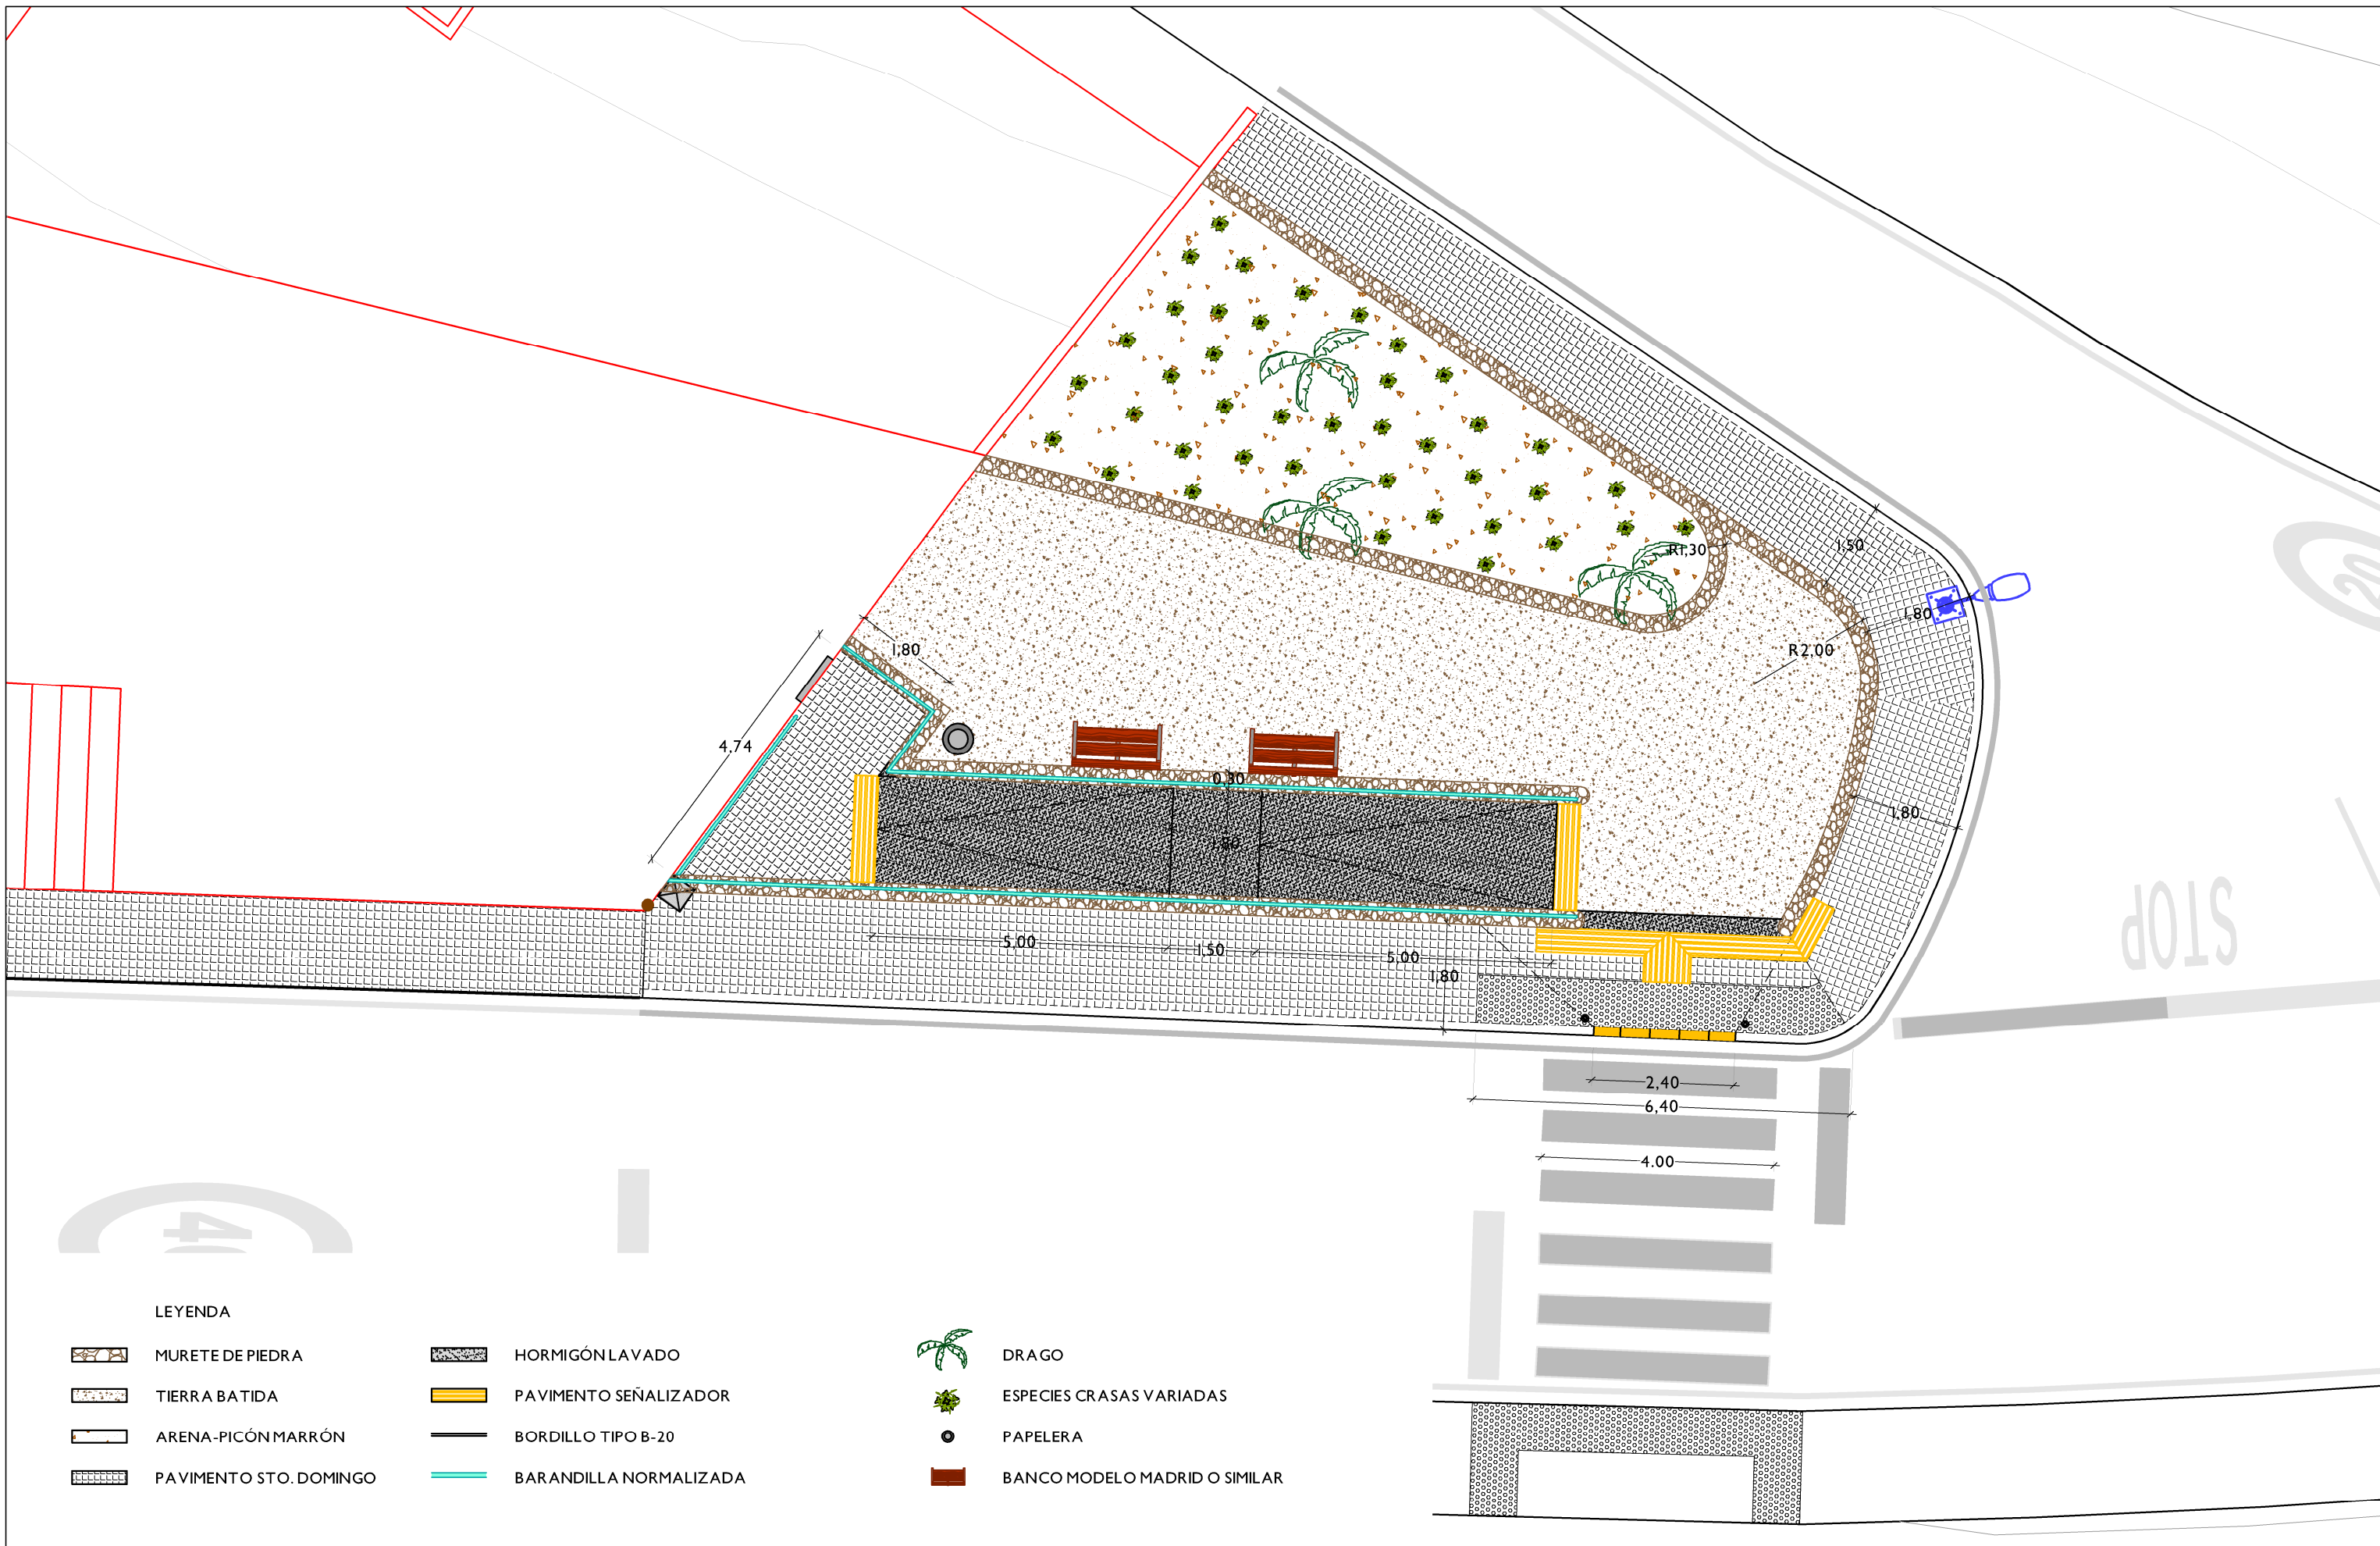 R1,30
1,50
1,80
R2,00
1,80
4,74
0,30
1,80
1,80
5,00
1,50
5,00
1,80
STOP
2,40
6,40
4.00
20
LEYENDA
MURETE DE PIEDRA
HORMIGÓN LAVADO
DRAGO
TIERRA BATIDA
PAVIMENTO SEÑALIZADOR
ESPECIES CRASAS VARIADAS
ARENA-PICÓN MARRÓN
BORDILLO TIPO B-20
PAPELERA
PAVIMENTO STO. DOMINGO
BARANDILLA NORMALIZADA
BANCO MODELO MADRID O SIMILAR